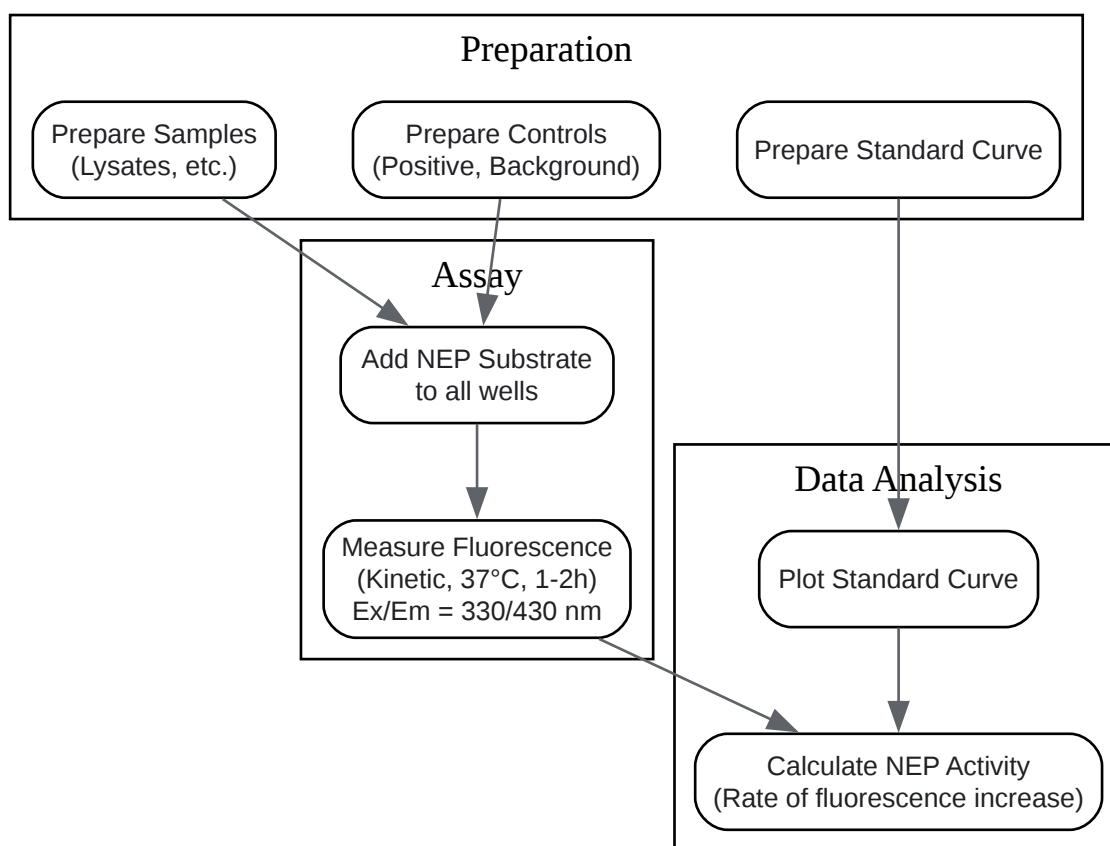 Preparation
Prepare Samples
(Lysates, etc.)
Prepare Controls
(Positive, Background)
Prepare Standard Curve
Assay
Add NEP Substrate
to all wells
Measure Fluorescence
(Kinetic, 37°C, 1-2h)
Ex/Em = 330/430 nm
Data Analysis
Plot Standard Curve
Calculate NEP Activity
(Rate of fluorescence increase)